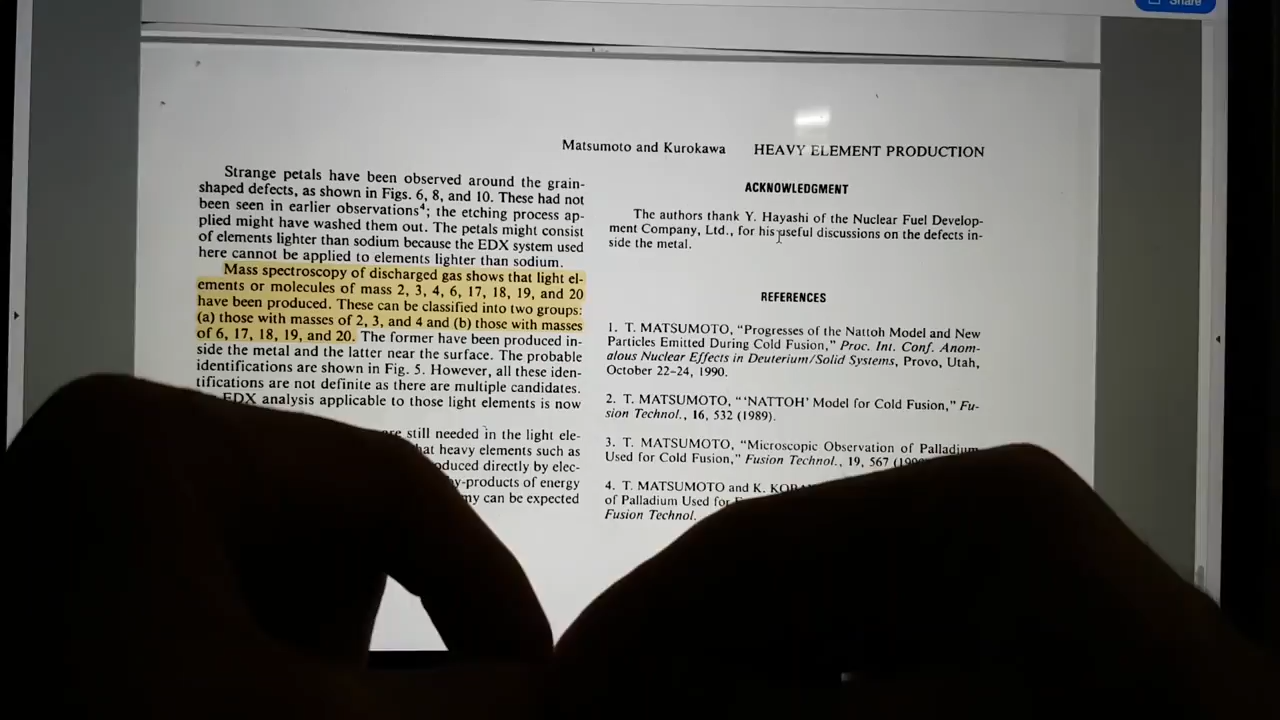 Share
Matsumoto and Kurokawa HEAVY ELEMENT PRODUCTION
Strange petals have been observed around the grain-
shaped defects, as shown in Figs. 6, 8, and 10. These had not
been seen in earlier observations⁴; the etching process ap-
plied might have washed them out. The petals might consist
of elements lighter than sodium because the EDX system used
here cannot be applied to elements lighter than sodium.
Mass spectroscopy of discharged gas shows that light el-
ements or molecules of mass 2, 3, 4, 6, 17, 18, 19, and 20
have been produced. These can be classified into two groups:
(a) those with masses of 2, 3, and 4 and (b) those with masses
of 6, 17, 18, 19, and 20. The former have been produced in-
side the metal and the latter near the surface. The probable
identifications are shown in Fig. 5. However, all these iden-
tifications are not definite as there are multiple candidates.
EDX analysis applicable to those light elements is now
still needed in the light ele-
heavy elements such as
directly by elec-
of energy
can be expected
ACKNOWLEDGMENT
The authors thank Y. Hayashi of the Nuclear Fuel Develop-
ment Company, Ltd., for his useful discussions on the defects in-
side the metal.
REFERENCES
1. T. MATSUMOTO, "Progresses of the Nattoh Model and New
Particles Emitted During Cold Fusion," Proc. Int. Conf. Anom-
alous Nuclear Effects in Deuterium/Solid Systems, Provo, Utah,
October 22-24, 1990.
2. T. MATSUMOTO, "'NATTOH' Model for Cold Fusion," Fu-
sion Technol., 16, 532 (1989).
3. T. MATSUMOTO, "Microscopic Observation of Palladium
Used for Cold Fusion," Fusion Technol., 19, 567
4. T. MATSUMOTO and K.
of Palladium Used for
Fusion Technol.